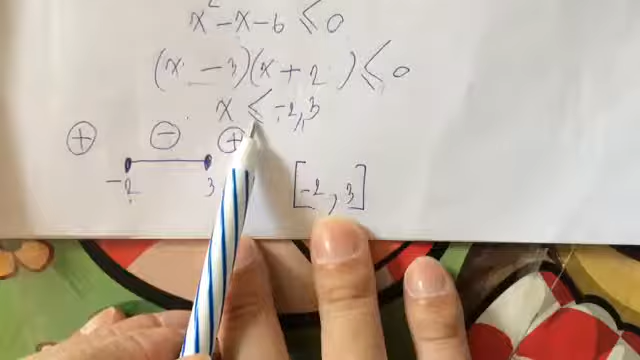 x² - x - 6 ⩽ 0
(x - 3)(x + 2) ⩽ 0
x ⩽ -2, 3
⊕ ⊖ ⊕
-2 3
[-2, 3]